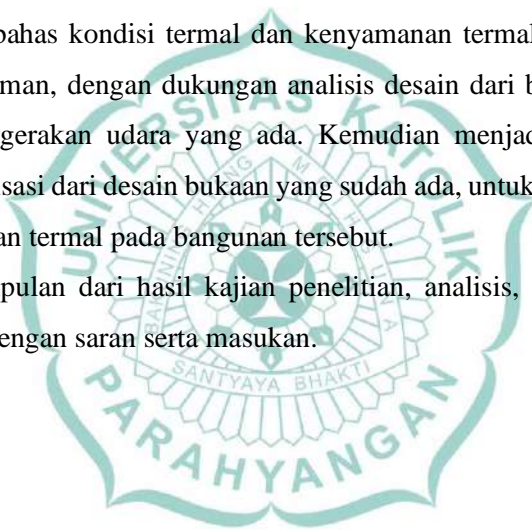 bahas kondisi termal dan kenyamanan termal
man, dengan dukungan analisis desain dari b
gerakan udara yang ada. Kemudian menjad
sasi dari desain bukaan yang sudah ada, untuk
an termal pada bangunan tersebut.
pulan dari hasil kajian penelitian, analisis,
engan saran serta masukan.
UNIVERSITAS KATOLIK
SANTYAYA BHAKTI
PARAHYANGAN